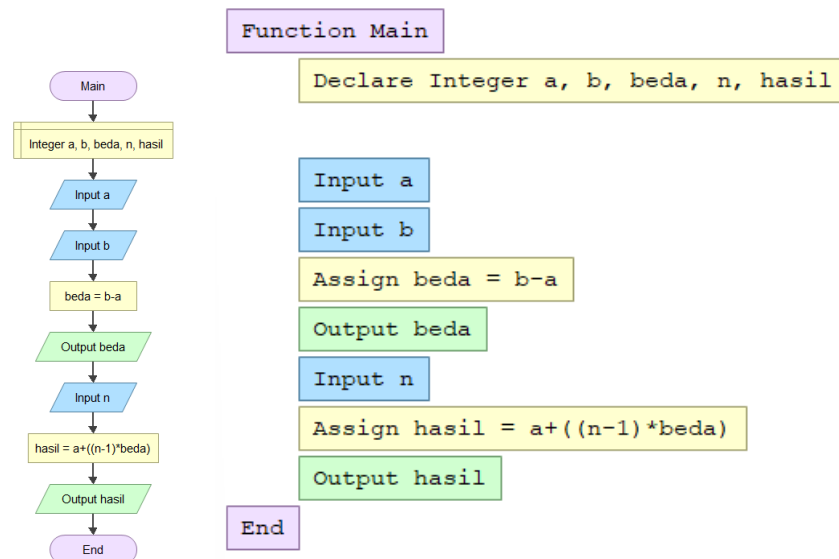 Main
Integer a, b, beda, n, hasil
Input a
Input b
beda = b-a
Output beda
Input n
hasil = a+((n-1)*beda)
Output hasil
End
Function Main
Declare Integer a, b, beda, n, hasil
Input a
Input b
Assign beda = b-a
Output beda
Input n
Assign hasil = a+((n-1)*beda)
Output hasil
End